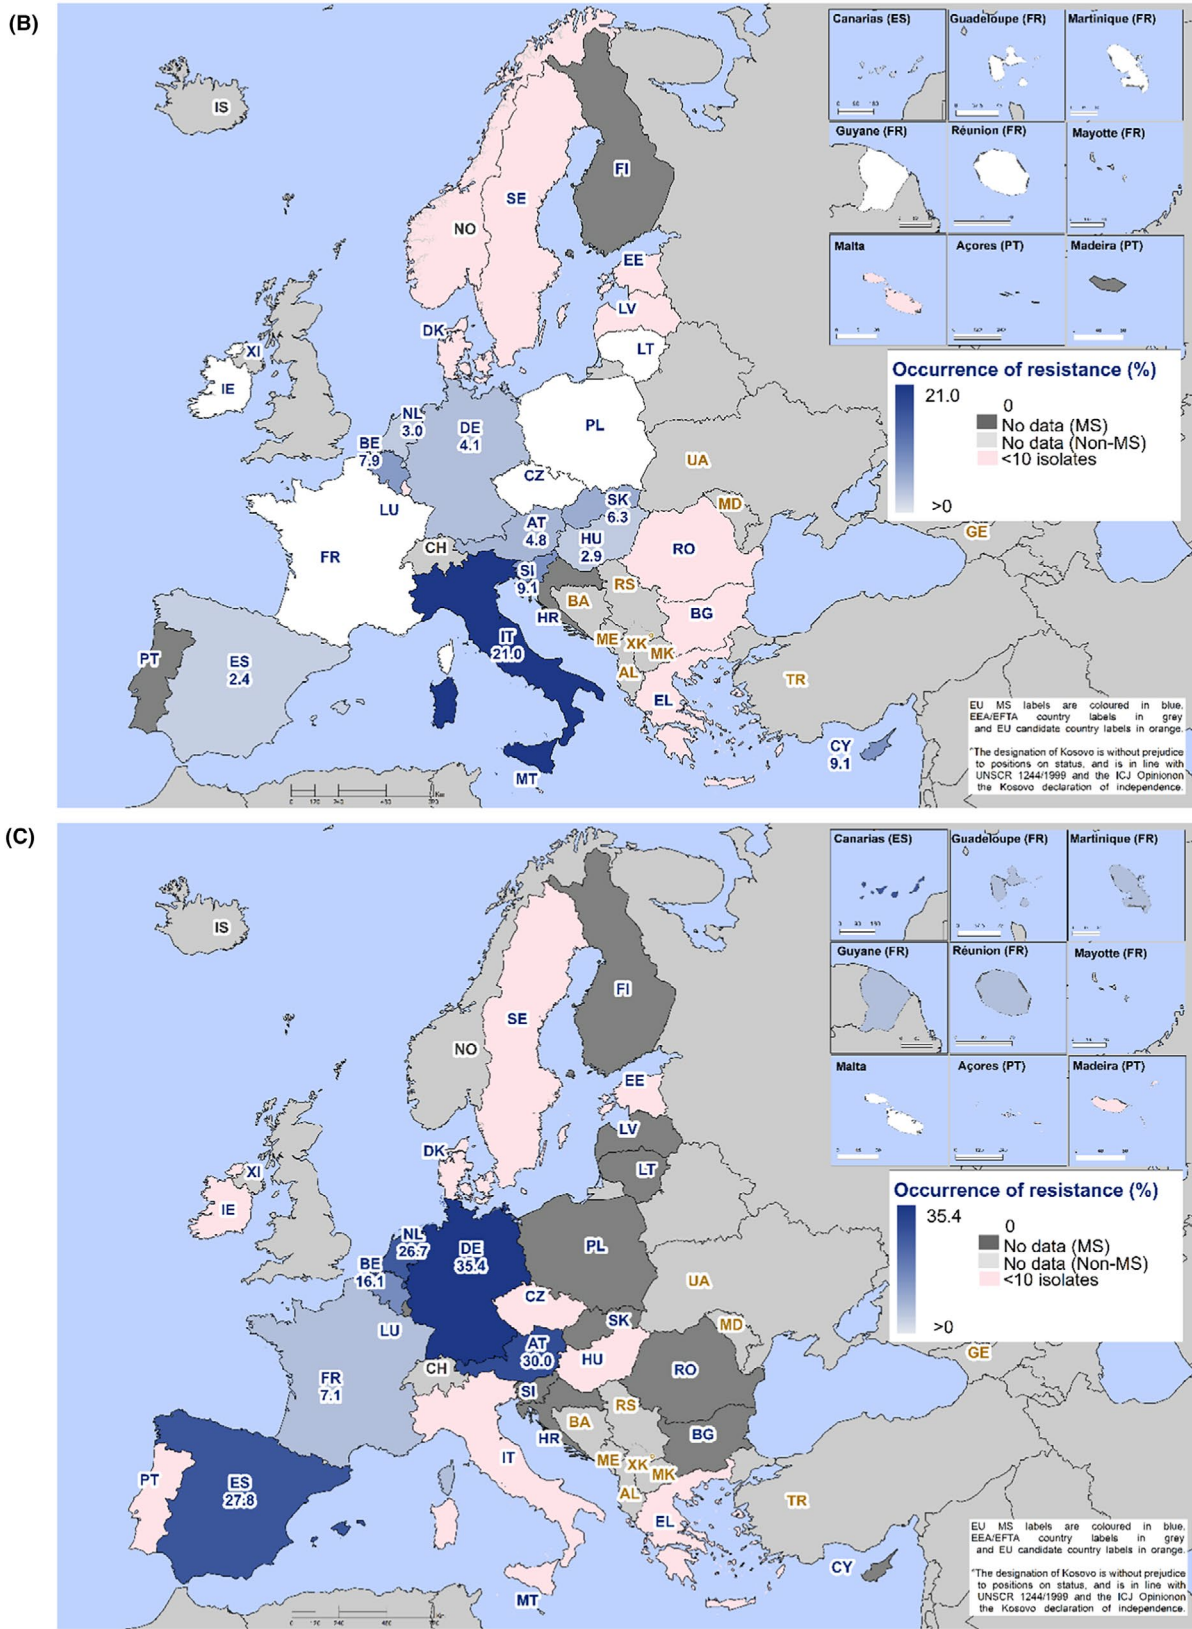 (B)
Canarias (ES)
Guadeloupe (FR)
Martinique (FR)
IS
Guyane (FR)
Réunion (FR)
Mayotte (FR)
FI
SE
NO
Malta
Açores (PT)
Madeira (PT)
EE
LV
DK
LT
XI
IE
Occurrence of resistance (%)
21.0
0
No data (MS)
No data (Non-MS)
<10 isolates
>0
NL
3.0
DE
4.1
PL
BE
7.9
UA
CZ
SK
6.3
MD
LU
AT
4.8
HU
2.9
GE
CH
RO
FR
SI
9.1
RS
BA
HR
BG
IT
21.0
ME
XK
MK
AL
PT
ES
2.4
TR
EL
CY
9.1
MT
EU MS labels are coloured in blue,
EEA/EFTA country labels in grey
and EU candidate country labels in orange.
*The designation of Kosovo is without prejudice
to positions on status, and is in line with
UNSCR 1244/1999 and the ICJ Opinionon
the Kosovo declaration of independence.
(C)
Canarias (ES)
Guadeloupe (FR)
Martinique (FR)
IS
Guyane (FR)
Réunion (FR)
Mayotte (FR)
FI
SE
NO
Malta
Açores (PT)
Madeira (PT)
EE
LV
DK
LT
XI
IE
Occurrence of resistance (%)
35.4
0
No data (MS)
No data (Non-MS)
<10 isolates
>0
NL
26.7
DE
35.4
PL
BE
16.1
UA
CZ
SK
MD
LU
AT
30.0
HU
GE
CH
RO
FR
7.1
SI
RS
BA
HR
BG
IT
ME
XK
MK
AL
PT
ES
27.8
TR
EL
CY
MT
EU MS labels are coloured in blue,
EEA/EFTA country labels in grey
and EU candidate country labels in orange.
*The designation of Kosovo is without prejudice
to positions on status, and is in line with
UNSCR 1244/1999 and the ICJ Opinionon
the Kosovo declaration of independence.